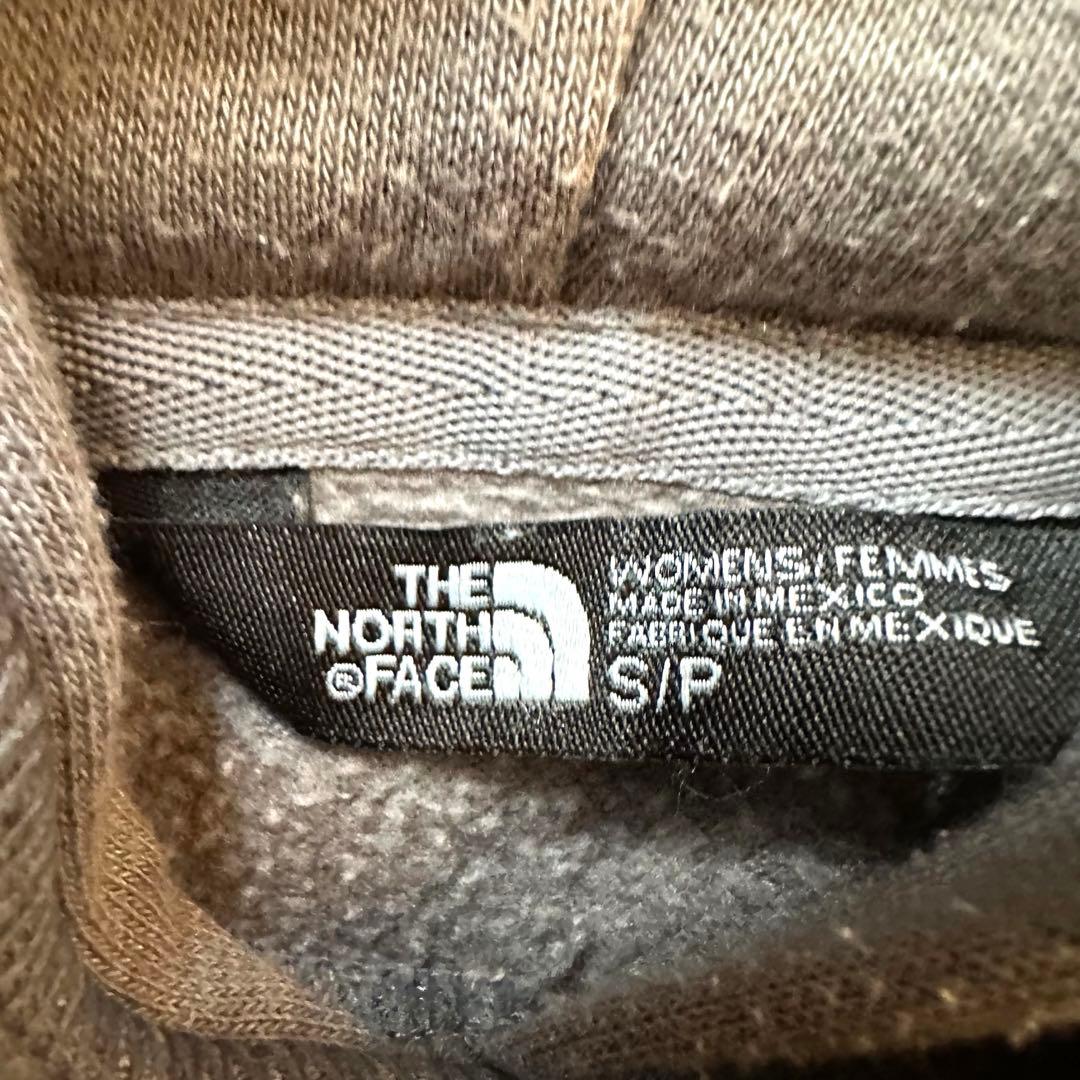 THE
NORTH
®FACE
WOMENS / FEMMES
MADE IN MEXICO
FABRIQUE EN MEXIQUE
S/P